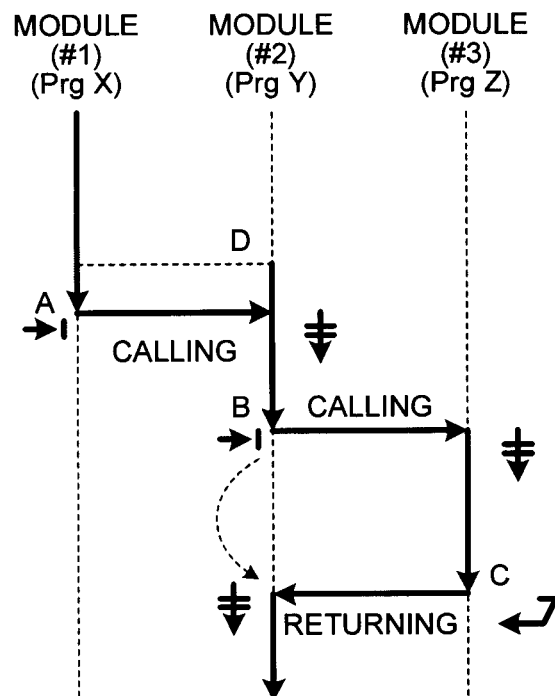 MODULE
(#1)
(Prg X)
MODULE
(#2)
(Prg Y)
MODULE
(#3)
(Prg Z)
D
A
CALLING
B
CALLING
C
RETURNING